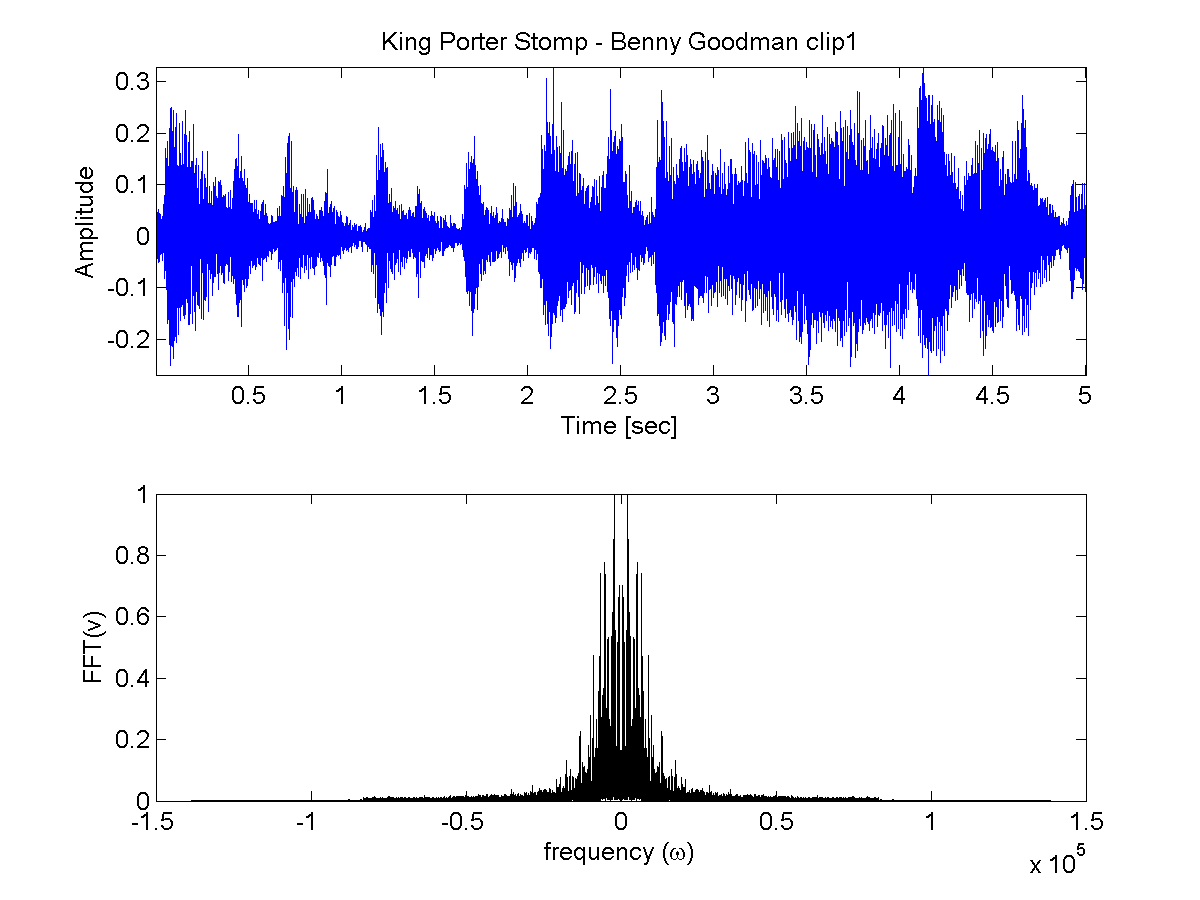 King Porter Stomp - Benny Goodman clip1
0.3
0.2
0.1
0
-0.1
-0.2
Amplitude
0.5 1 1.5 2 2.5 3 3.5 4 4.5 5
Time [sec]
1
0.8
0.6
0.4
0.2
0
FFT(v)
-1.5 -1 -0.5 0 0.5 1 1.5
frequency (ω)
x 10^5